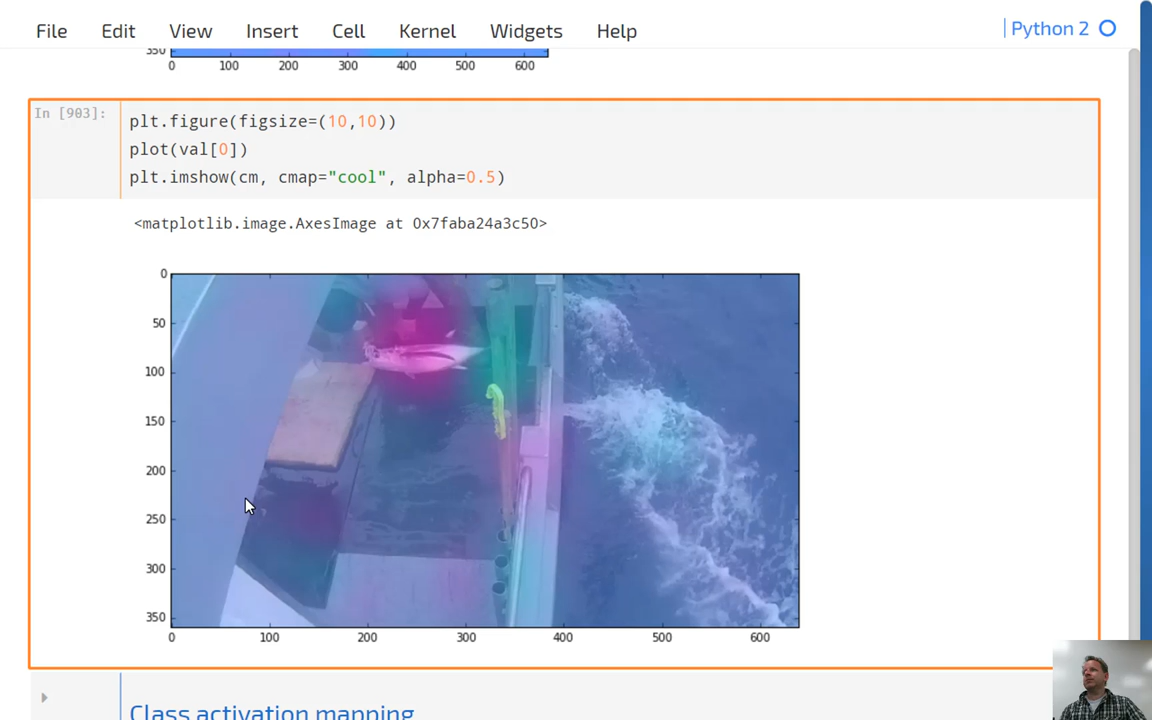 File Edit View Insert Cell Kernel Widgets Help Python 2
350
0 100 200 300 400 500 600
In [903]:
plt.figure(figsize=(10,10))
plot(val[0])
plt.imshow(cm, cmap="cool", alpha=0.5)
<matplotlib.image.AxesImage at 0x7faba24a3c50>
0
50
100
150
200
250
300
350
0 100 200 300 400 500 600
Class activation mapping